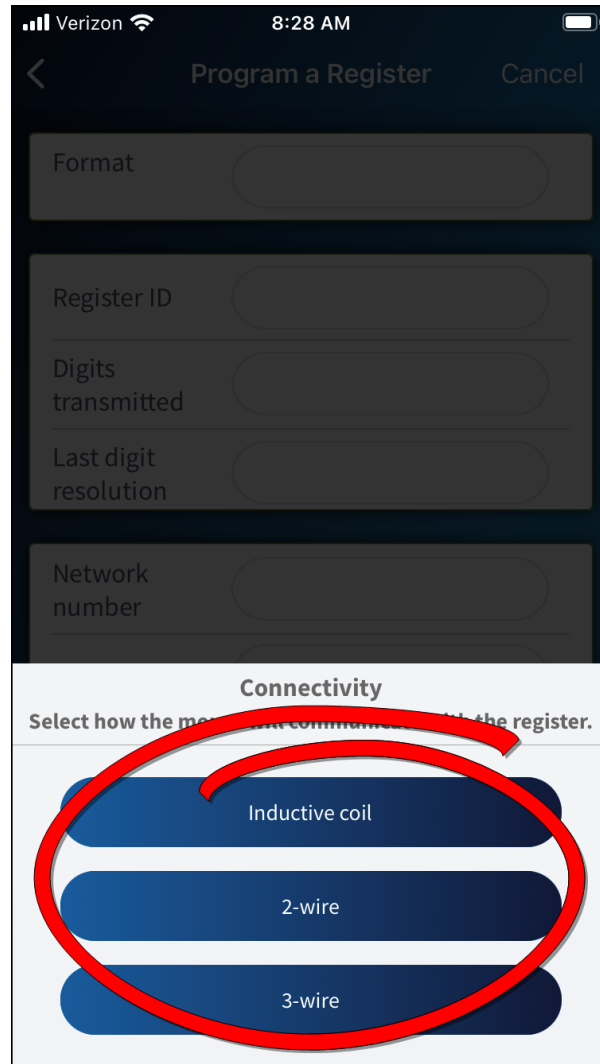 Verizon 8:28 AM
Program a Register Cancel
Format
Register ID
Digits
transmitted
Last digit
resolution
Network
number
Connectivity
Select how the with the register.
Inductive coil
2-wire
3-wire